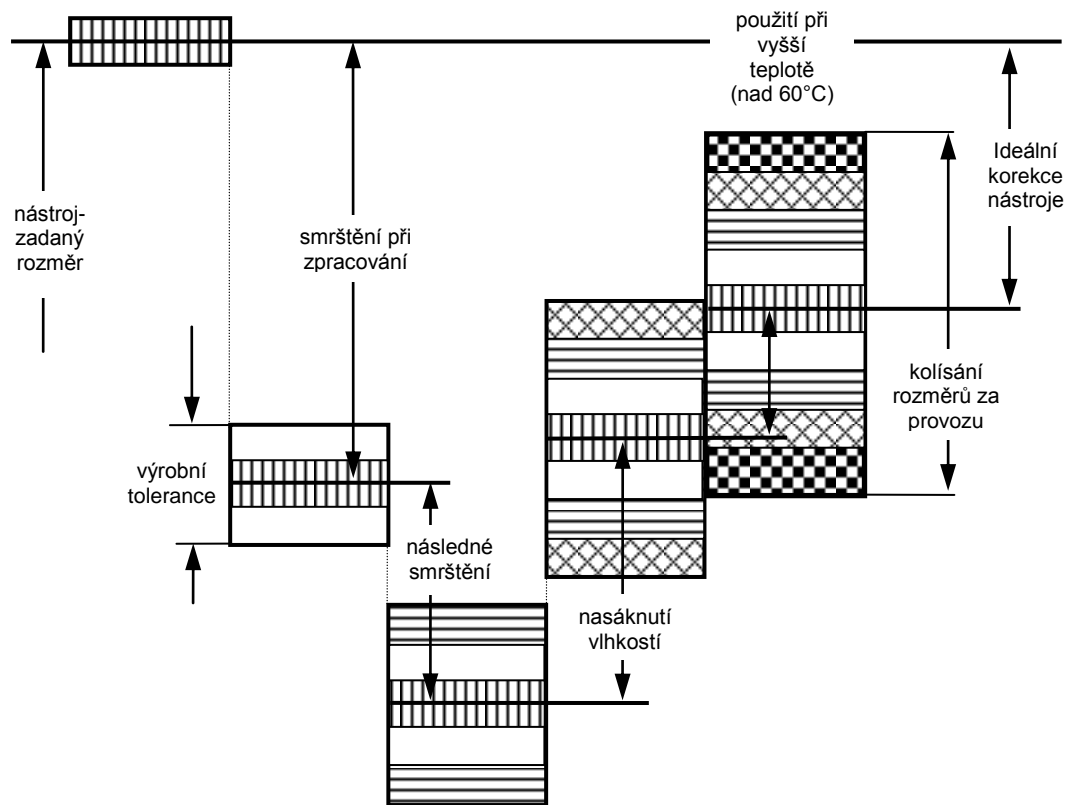 použití při
vyšší
teplotě
(nad 60°C)
Ideální
korekce
nástroje
nástroj-
zadaný
rozměr
smrštění při
zpracování
kolísání
rozměrů za
provozu
výrobní
tolerance
následné
smrštění
nasáknutí
vlhkostí